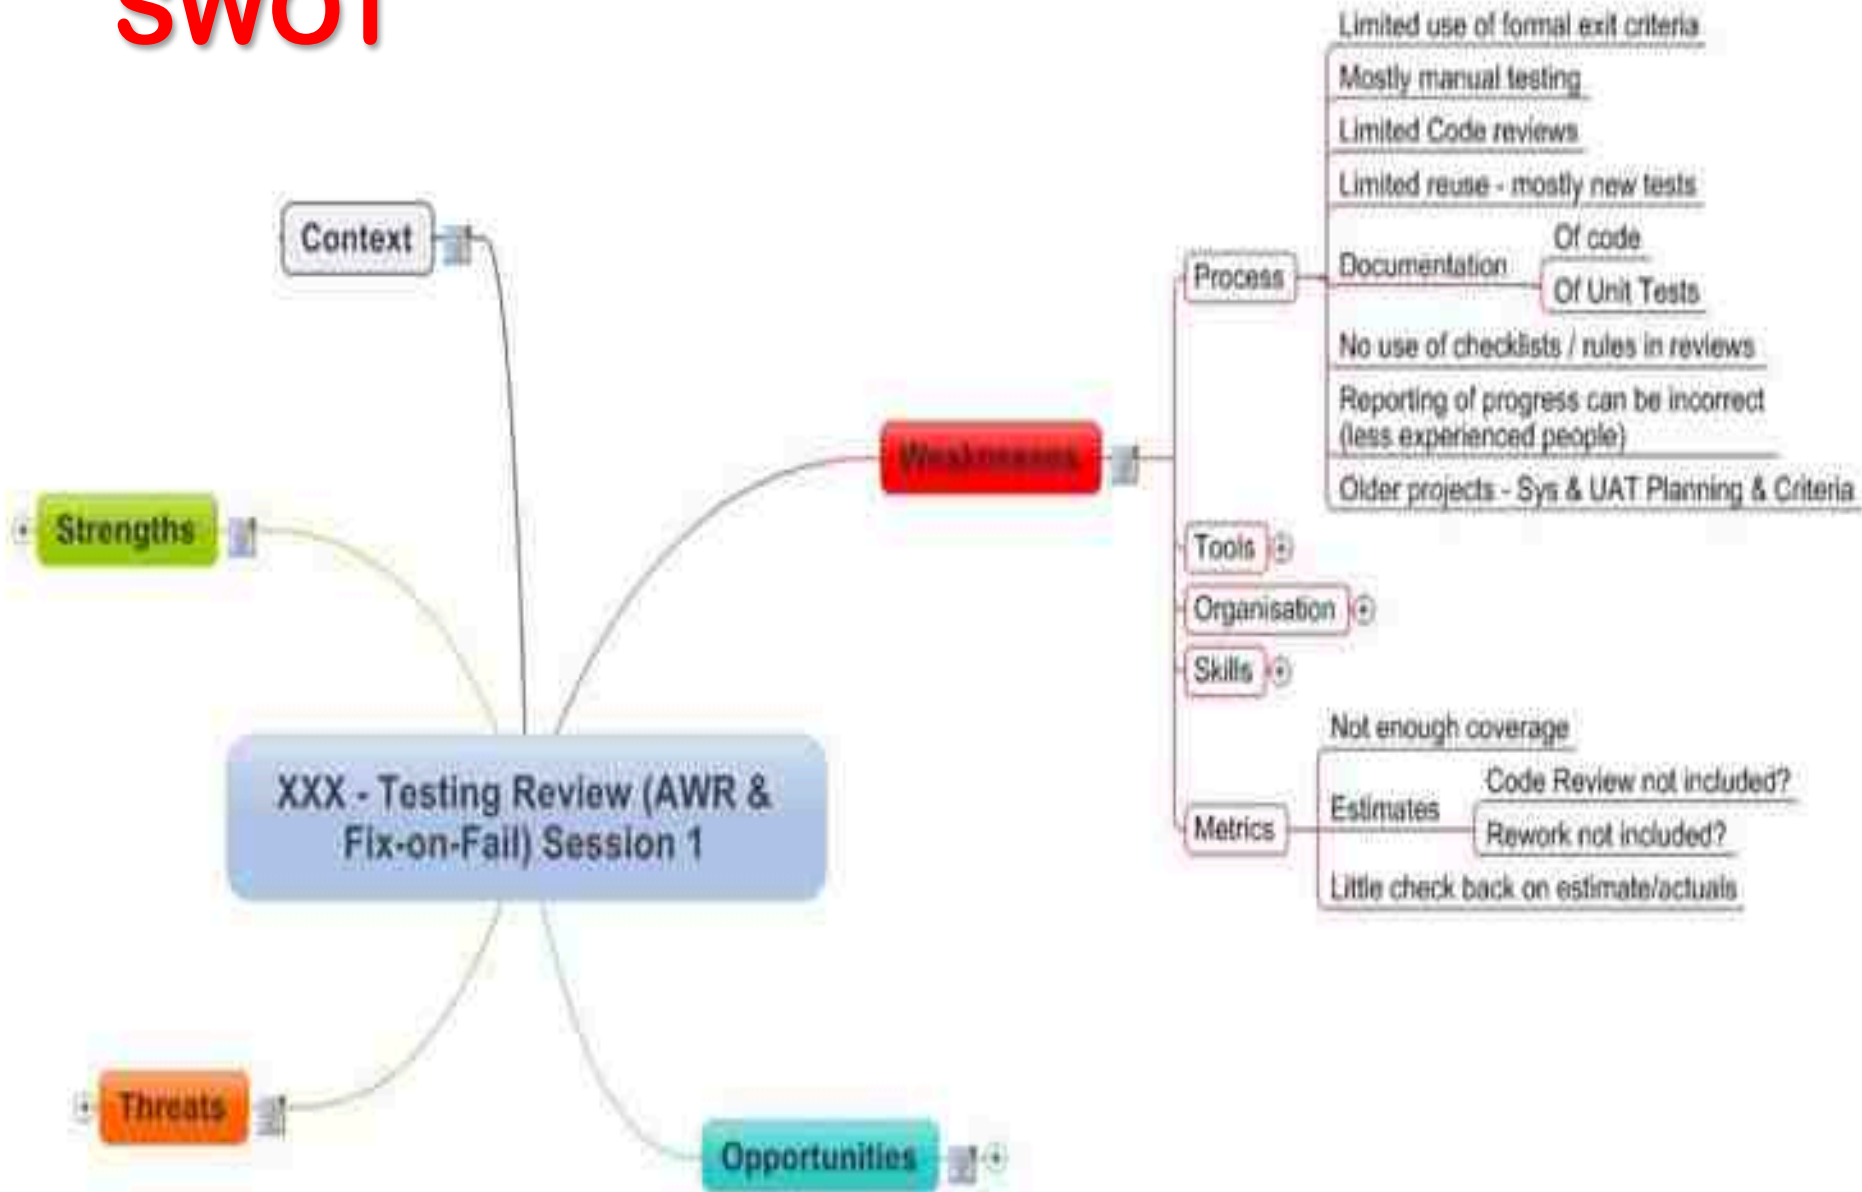 SWOT
Context
Strengths
XXX - Testing Review (AWR &
Fix-on-Fail) Session 1
Threats
Opportunities
Weaknesses
Process
Limited use of formal exit criteria
Mostly manual testing
Limited Code reviews
Limited reuse - mostly new tests
Documentation
Of code
Of Unit Tests
No use of checklists / rules in reviews
Reporting of progress can be incorrect
(less experienced people)
Older projects - Sys & UAT Planning & Criteria
Tools
Organisation
Skills
Metrics
Not enough coverage
Estimates
Code Review not included?
Rework not included?
Little check back on estimate/actuals